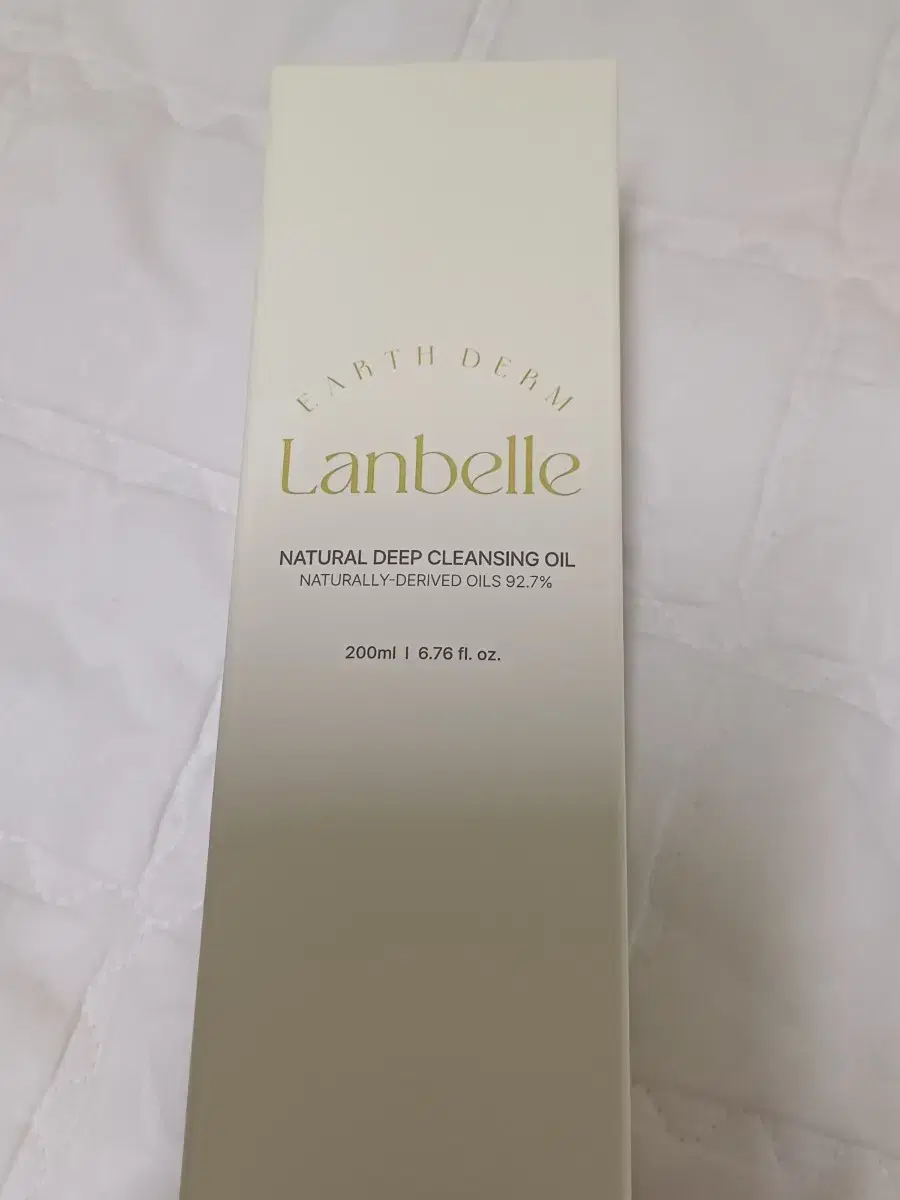 EARTH DERM
Lanbelle
NATURAL DEEP CLEANSING OIL
NATURALLY-DERIVED OILS 92.7%
200ml I 6.76 fl. oz.